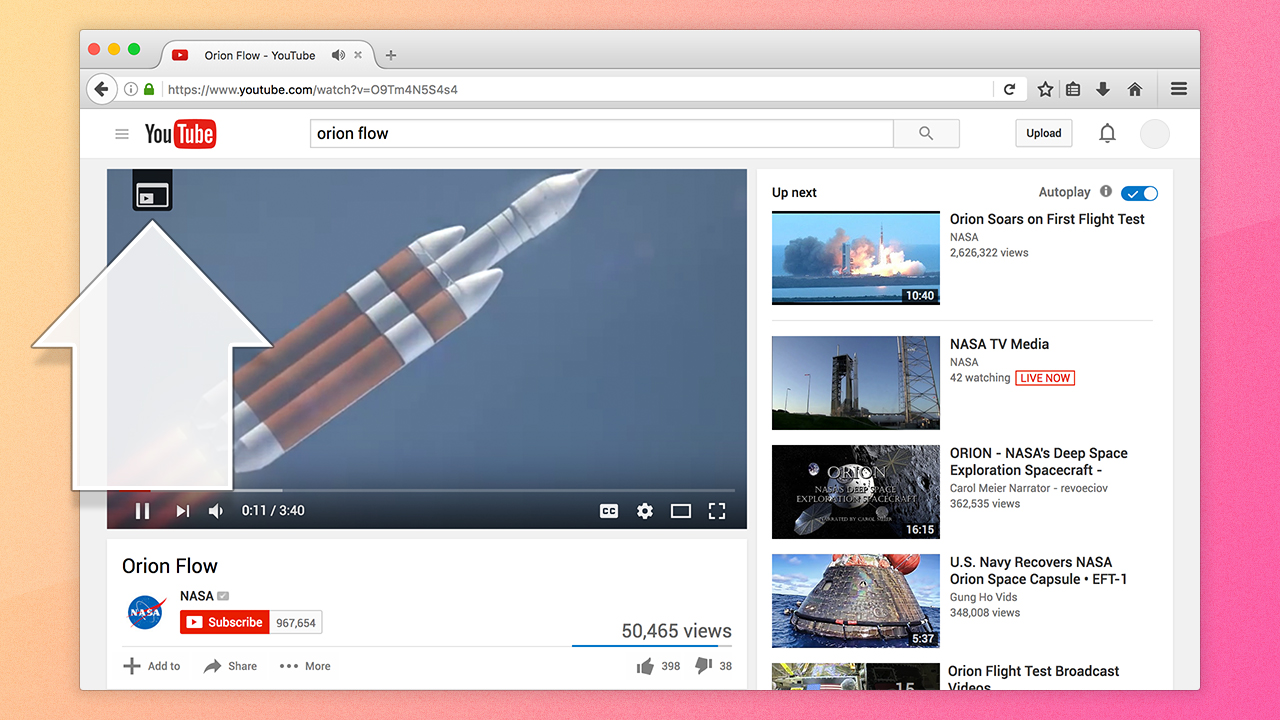 Orion Flow - YouTube
https://www.youtube.com/watch?v=O9Tm4N5S4s4
YouTube
orion flow
Upload
Up next
Autoplay
Orion Soars on First Flight Test
NASA
2,626,322 views
10:40
NASA TV Media
NASA
42 watching LIVE NOW
ORION
NASA'S DEEP SPACE
EXPLORATION SPACECRAFT
NARRATED BY CAROL MEIER
16:15
ORION - NASA's Deep Space
Exploration Spacecraft -
Carol Meier Narrator - revoeciov
362,535 views
U.S. Navy Recovers NASA
Orion Space Capsule • EFT-1
Gung Ho Vids
348,008 views
5:37
Orion Flight Test Broadcast
Videos
15
0:11 / 3:40
CC
Orion Flow
NASA
NASA
Subscribe 967,654
50,465 views
Add to Share More 398 38